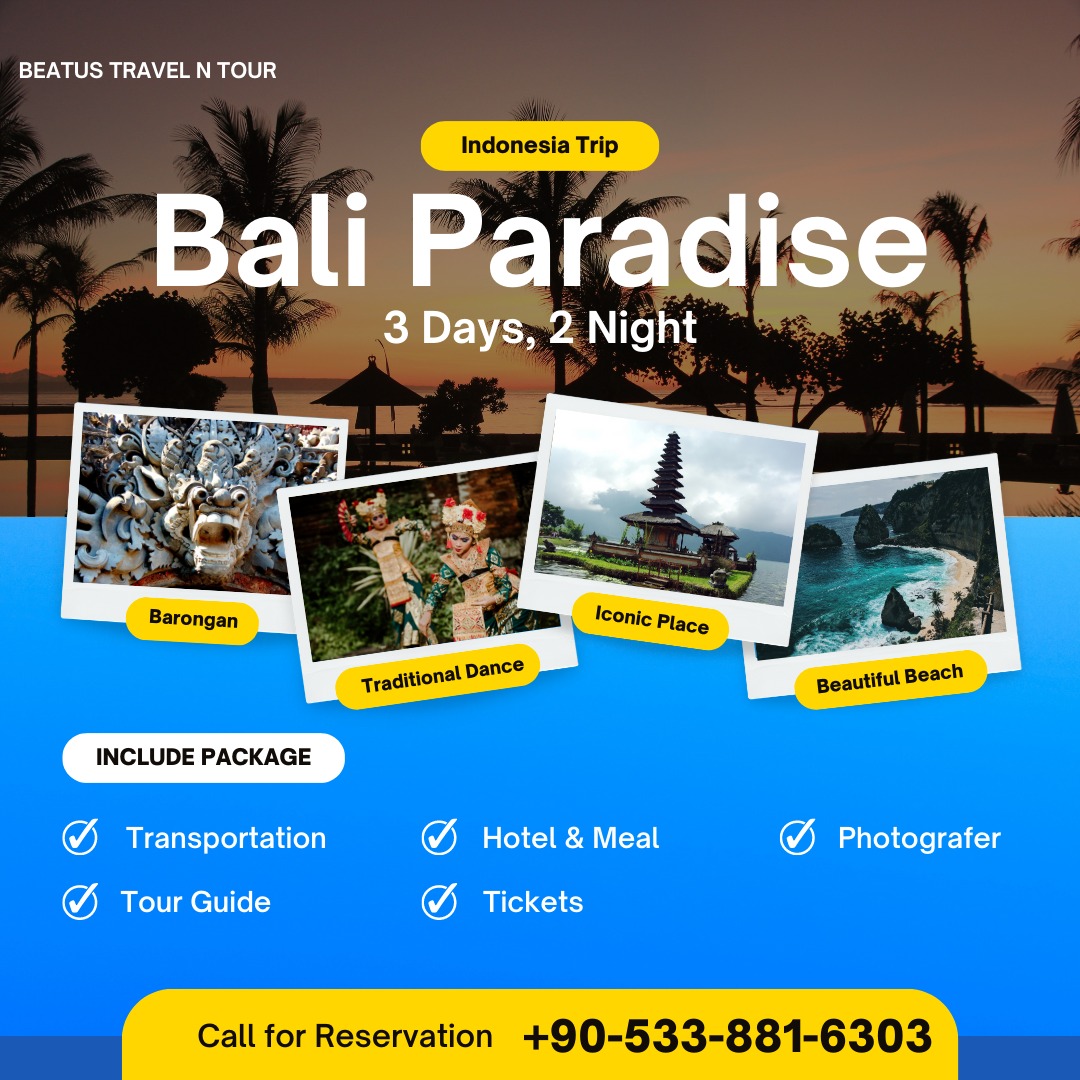 BEATUS TRAVEL N TOUR
Indonesia Trip
Bali Paradise
3 Days, 2 Night
Barongan
Traditional Dance
Iconic Place
Beautiful Beach
INCLUDE PACKAGE
Transportation
Hotel & Meal
Photografer
Tour Guide
Tickets
Call for Reservation +90-533-881-6303